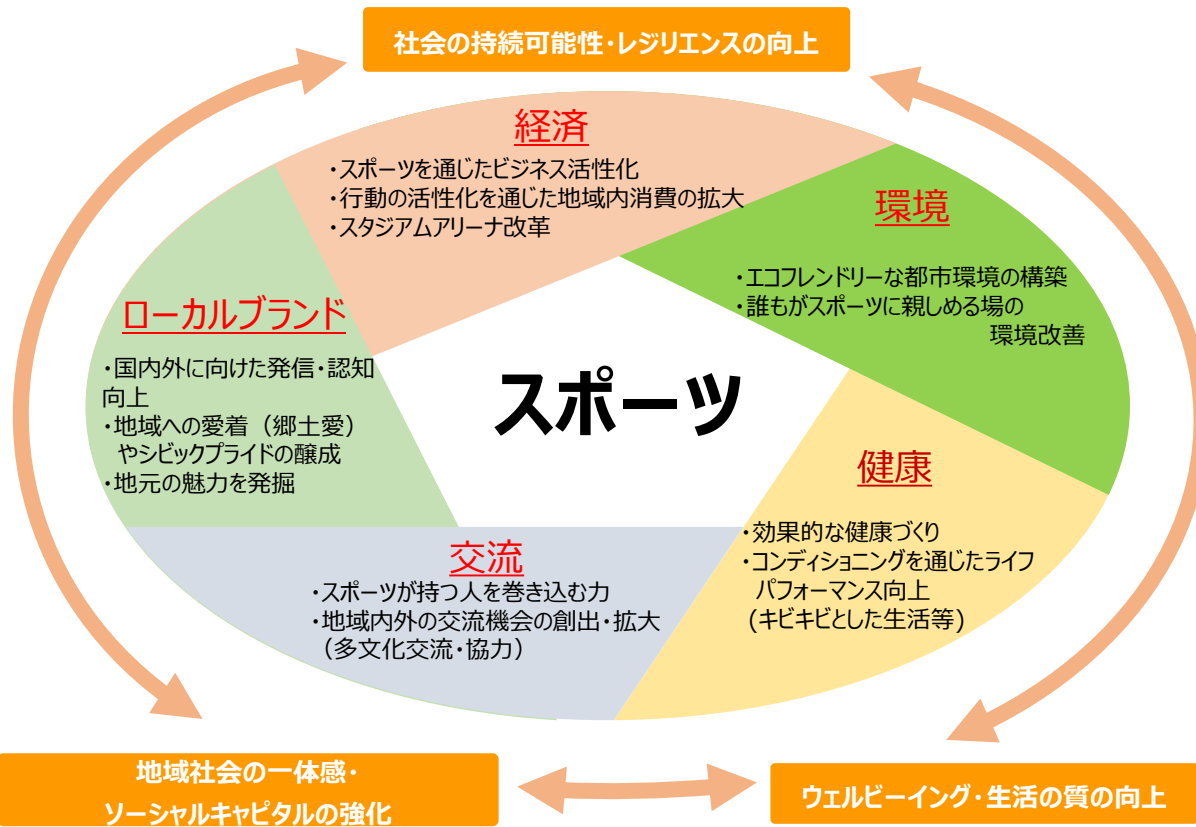 社会の持続可能性・レジリエンスの向上
経済
・スポーツを通じたビジネス活性化
・行動の活性化を通じた地域内消費の拡大
・スタジアムアリーナ改革
環境
・エコフレンドリーな都市環境の構築
・誰もがスポーツに親しめる場の
環境改善
ローカルブランド
・国内外に向けた発信・認知
向上
・地域への愛着（郷土愛）
やシビックプライドの醸成
・地元の魅力を発掘
スポーツ
健康
・効果的な健康づくり
・コンディショニングを通じたライフ
パフォーマンス向上
(キビキビとした生活等)
交流
・スポーツが持つ人を巻き込む力
・地域内外の交流機会の創出・拡大
（多文化交流・協力）
地域社会の一体感・
ソーシャルキャピタルの強化
ウェルビーイング・生活の質の向上